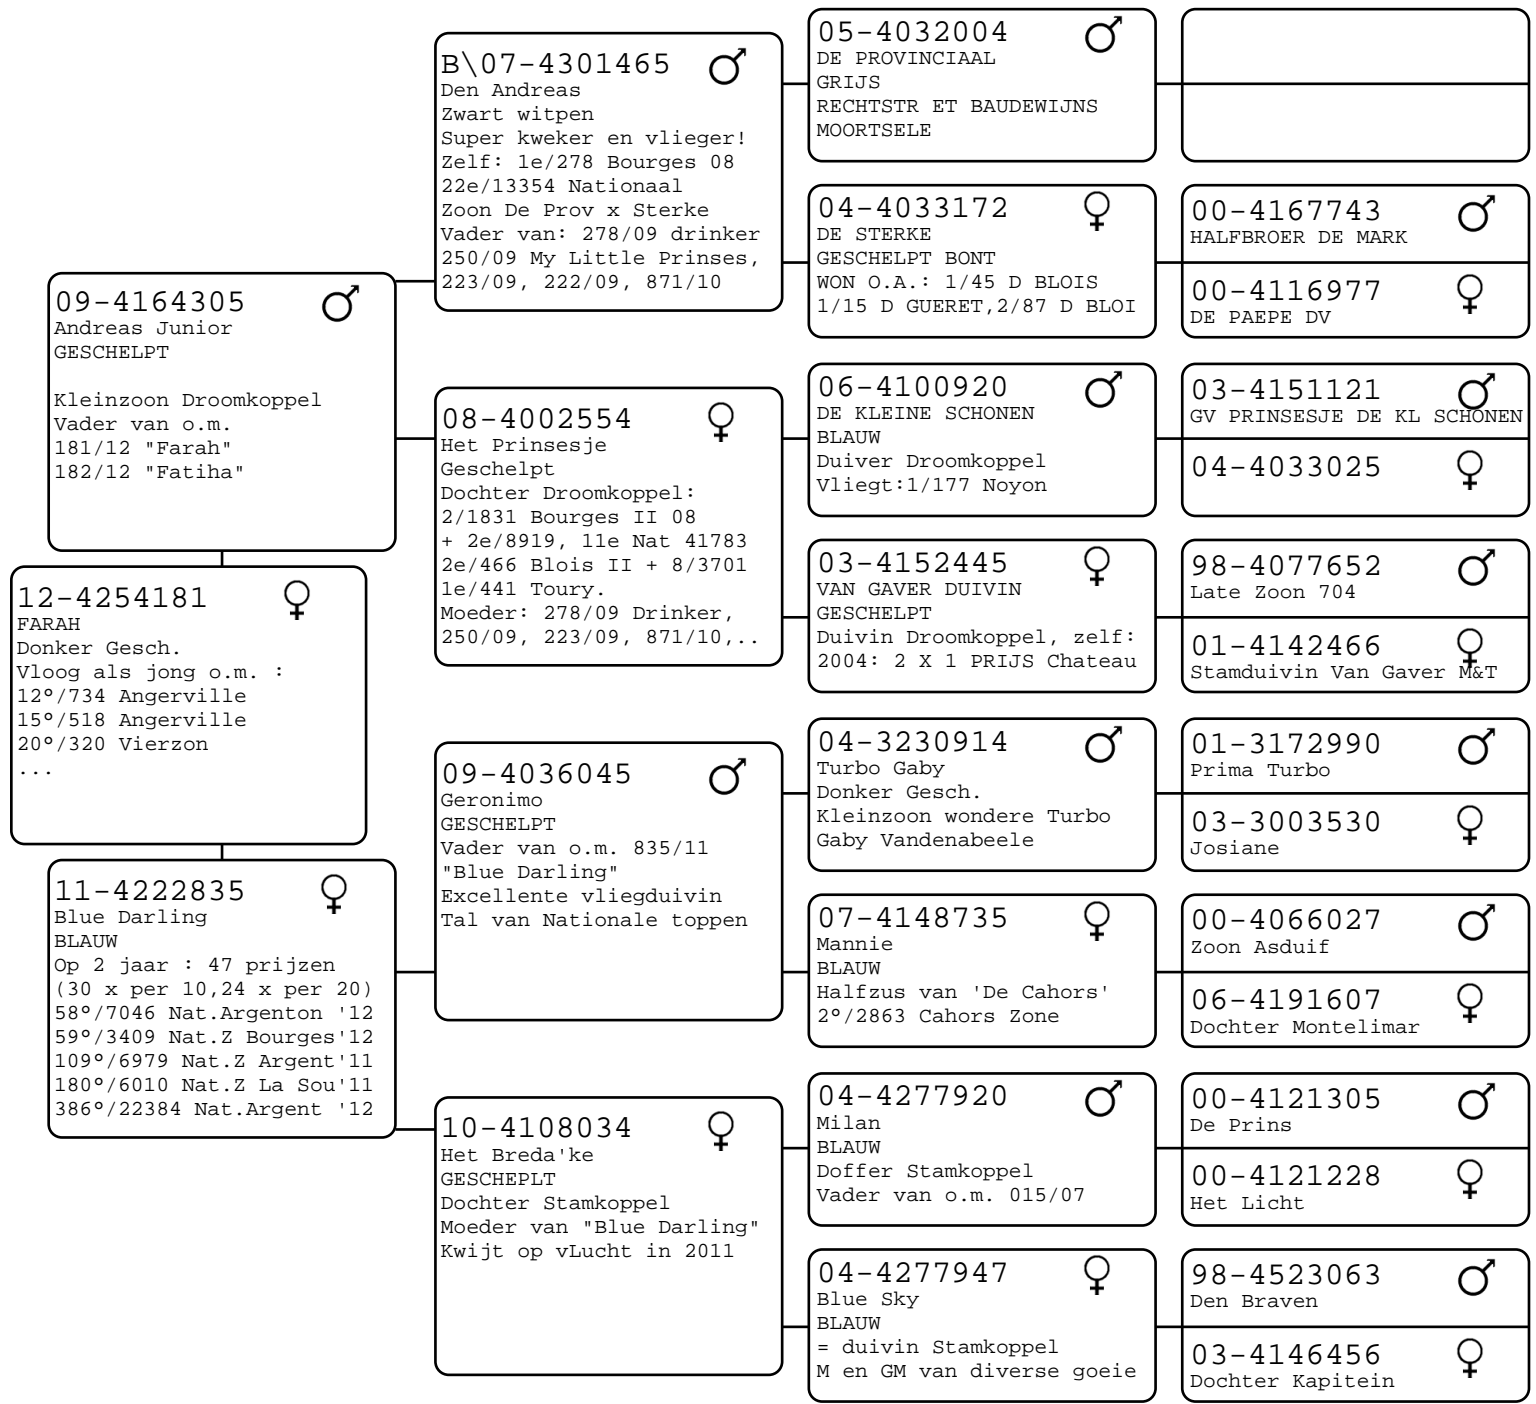 12-4254181
FARAH
Donker Gesch.
Vloog als jong o.m. :
12°/734 Angerville
15°/518 Angerville
20°/320 Vierzon
...
09-4164305
Andreas Junior
GESCHELPT
Kleinzoon Droomkoppel
Vader van o.m.
181/12 "Farah"
182/12 "Fatiha"
11-4222835
Blue Darling
BLAUW
Op 2 jaar : 47 prijzen
(30 x per 10,24 x per 20)
58°/7046 Nat.Argenton '12
59°/3409 Nat.Z Bourges'12
109°/6979 Nat.Z Argent'11
180°/6010 Nat.Z La Sou'11
386°/22384 Nat.Argent '12
B\07-4301465
Den Andreas
Zwart witpen
Super kweker en vlieger!
Zelf: 1e/278 Bourges 08
22e/13354 Nationaal
Zoon De Prov x Sterke
Vader van: 278/09 drinker
250/09 My Little Prinses,
223/09, 222/09, 871/10
08-4002554
Het Prinsesje
Geschelpt
Dochter Droomkoppel:
2/1831 Bourges II 08
+ 2e/8919, 11e Nat 41783
2e/466 Blois II + 8/3701
1e/441 Toury.
Moeder: 278/09 Drinker,
250/09, 223/09, 871/10,..
09-4036045
Geronimo
GESCHELPT
Vader van o.m. 835/11
"Blue Darling"
Excellente vliegduivin
Tal van Nationale toppen
10-4108034
Het Breda'ke
GESCHEPLT
Dochter Stamkoppel
Moeder van "Blue Darling"
Kwijt op vLucht in 2011
05-4032004
DE PROVINCIAAL
GRIJS
RECHTSTR ET BAUDEWIJNS
MOORTSELE
04-4033172
DE STERKE
GESCHELPT BONT
WON O.A.: 1/45 D BLOIS
1/15 D GUERET,2/87 D BLOI
06-4100920
DE KLEINE SCHONEN
BLAUW
Duiver Droomkoppel
Vliegt:1/177 Noyon
03-4152445
VAN GAVER DUIVIN
GESCHELPT
Duivin Droomkoppel, zelf:
2004: 2 X 1 PRIJS Chateau
04-3230914
Turbo Gaby
Donker Gesch.
Kleinzoon wondere Turbo
Gaby Vandenabeele
07-4148735
Mannie
BLAUW
Halfzus van 'De Cahors'
2°/2863 Cahors Zone
04-4277920
Milan
BLAUW
Doffer Stamkoppel
Vader van o.m. 015/07
04-4277947
Blue Sky
BLAUW
= duivin Stamkoppel
M en GM van diverse goeie
00-4167743
HALFBROER DE MARK
00-4116977
DE PAEPE DV
03-4151121
GV PRINSESJE DE KL SCHONEN
04-4033025
98-4077652
Late Zoon 704
01-4142466
Stamduivin Van Gaver M&T
01-3172990
Prima Turbo
03-3003530
Josiane
00-4066027
Zoon Asduif
06-4191607
Dochter Montelimar
00-4121305
De Prins
00-4121228
Het Licht
98-4523063
Den Braven
03-4146456
Dochter Kapitein